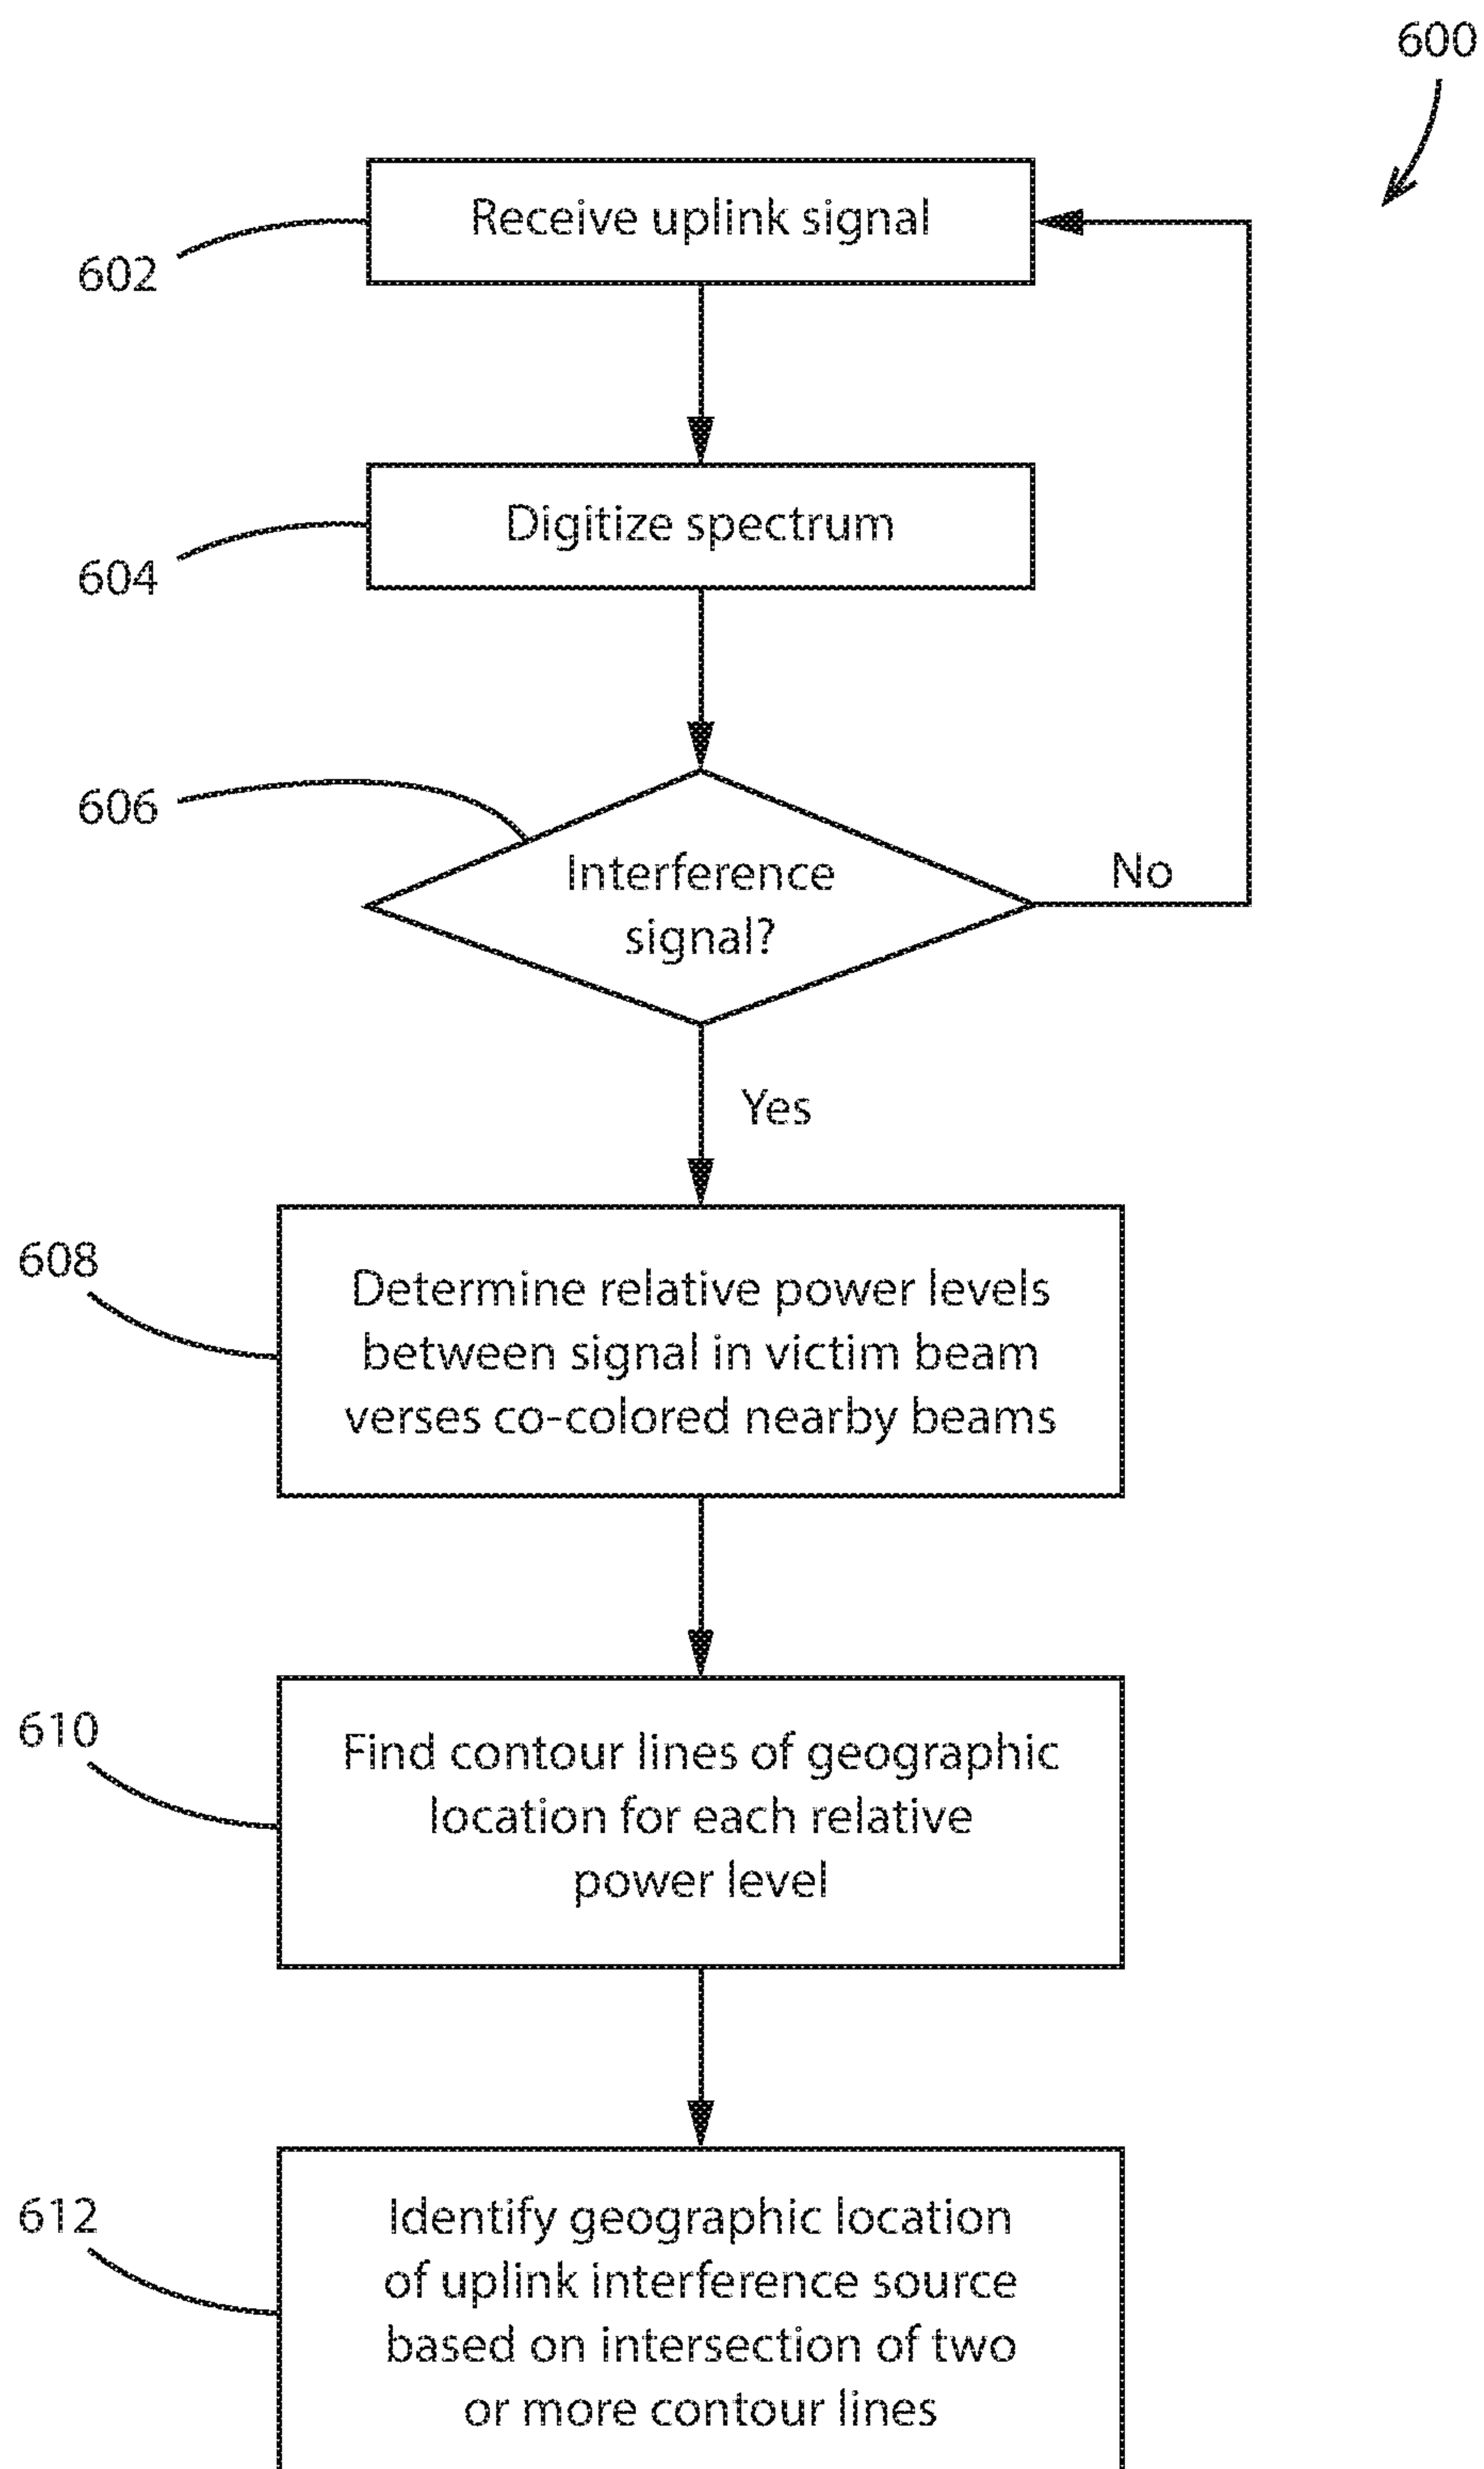 600
Receive uplink signal
602
Digitize spectrum
604
606
Interference
signal?
No
Yes
608
Determine relative power levels
between signal in victim beam
verses co-colored nearby beams
610
Find contour lines of geographic
location for each relative
power level
612
Identify geographic location
of uplink interference source
based on intersection of two
or more contour lines